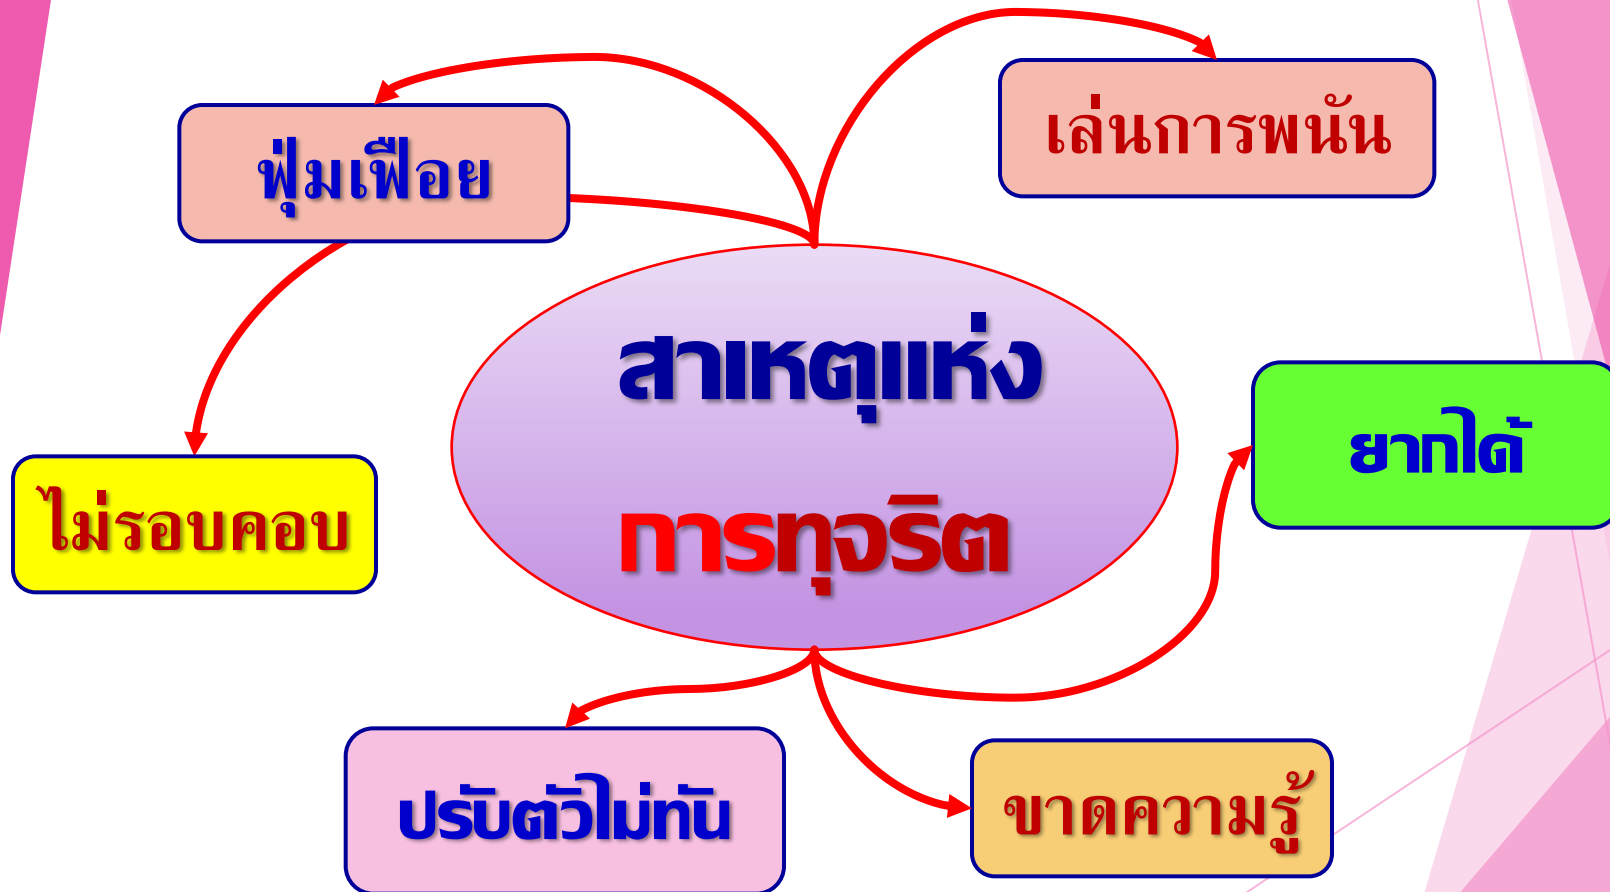 เล่นการพนัน
ฟุ่มเฟือย
สาเหตุแห่ง
การทุจริต
ยากได้
ไม่รอบคอบ
ปรับตัวไม่ทัน
ขาดความรู้